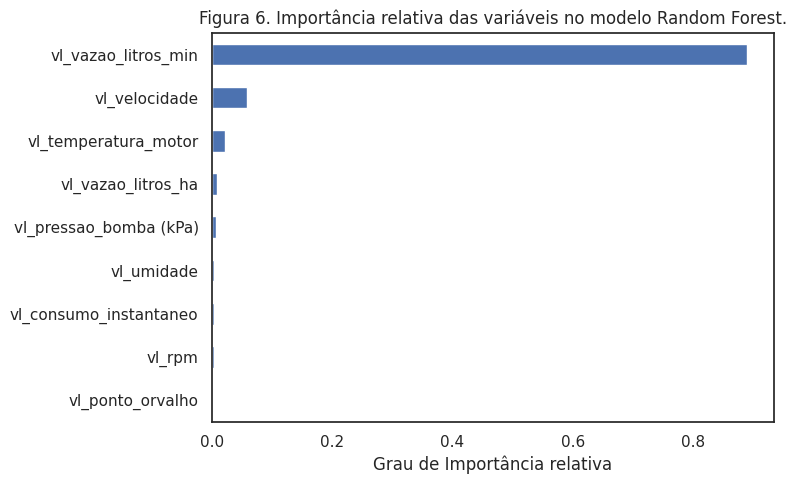 Figura 6. Importância relativa das variáveis no modelo Random Forest.
vl_vazao_litros_min
vl_velocidade
vl_temperatura_motor
vl_vazao_litros_ha
vl_pressao_bomba (kPa)
vl_umidade
vl_consumo_instantaneo
vl_rpm
vl_ponto_orvalho
0.0 0.2 0.4 0.6 0.8
Grau de Importância relativa